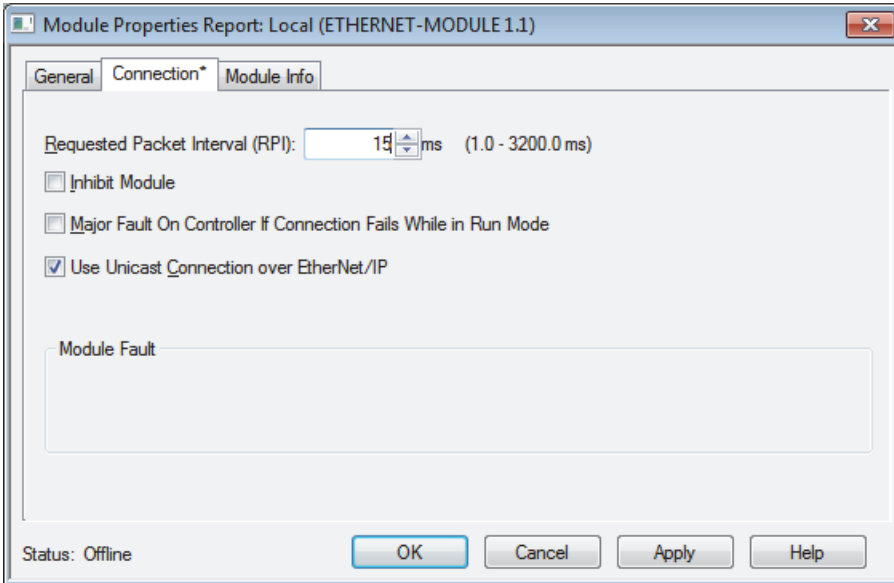 Module Properties Report: Local (ETHERNET-MODULE 1.1)
General Connection* Module Info
Requested Packet Interval (RPI): 15 ms (1.0 - 3200.0 ms)
Inhibit Module
Major Fault On Controller If Connection Fails While in Run Mode
Use Unicast Connection over EtherNet/IP
Module Fault
Status: Offline OK Cancel Apply Help